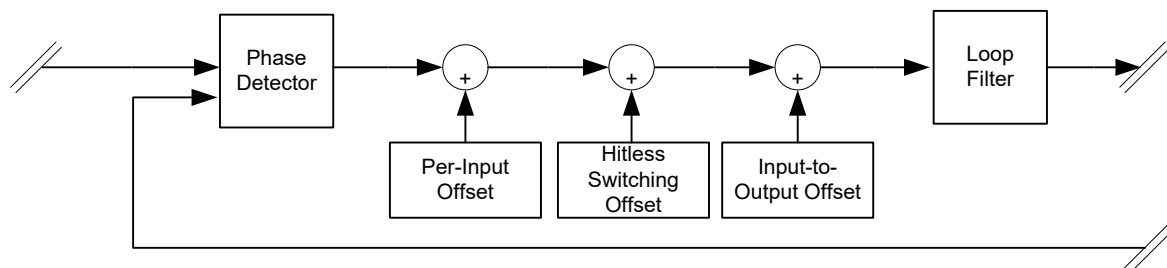 Phase
Detector
+
+
+
Loop
Filter
Per-Input
Offset
Hitless
Switching
Offset
Input-to-
Output Offset